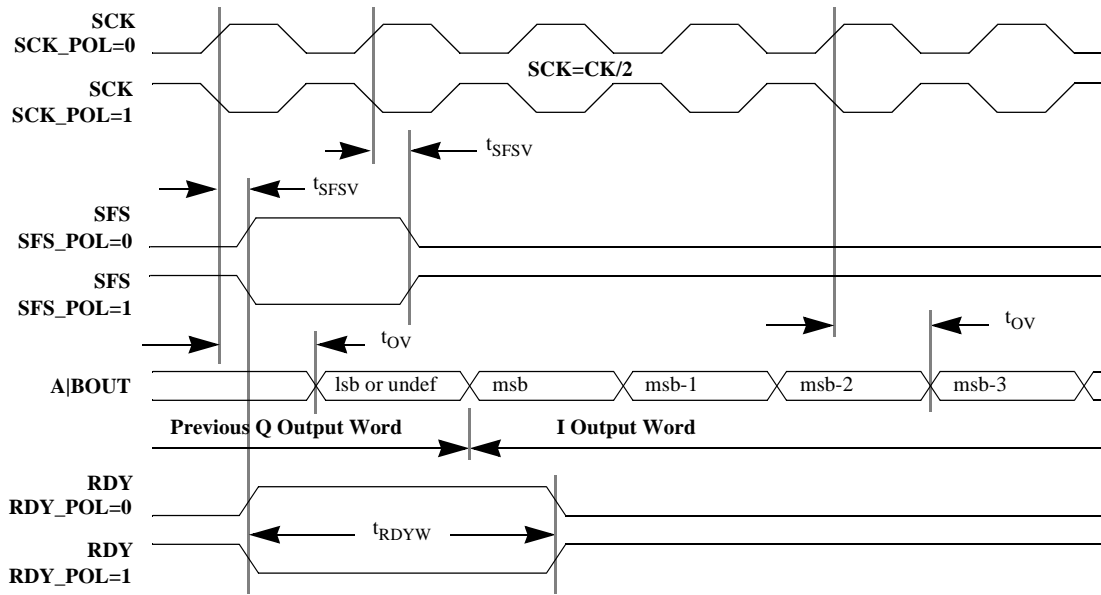 SCK
SCK_POL=0
SCK=CK/2
SCK
SCK_POL=1
tSFSV
tSFSV
SFS
SFS_POL=0
SFS
SFS_POL=1
tOV
tOV
A|BOUT
lsb or undef
msb
msb-1
msb-2
msb-3
Previous Q Output Word
I Output Word
RDY
RDY_POL=0
tRDYW
RDY
RDY_POL=1